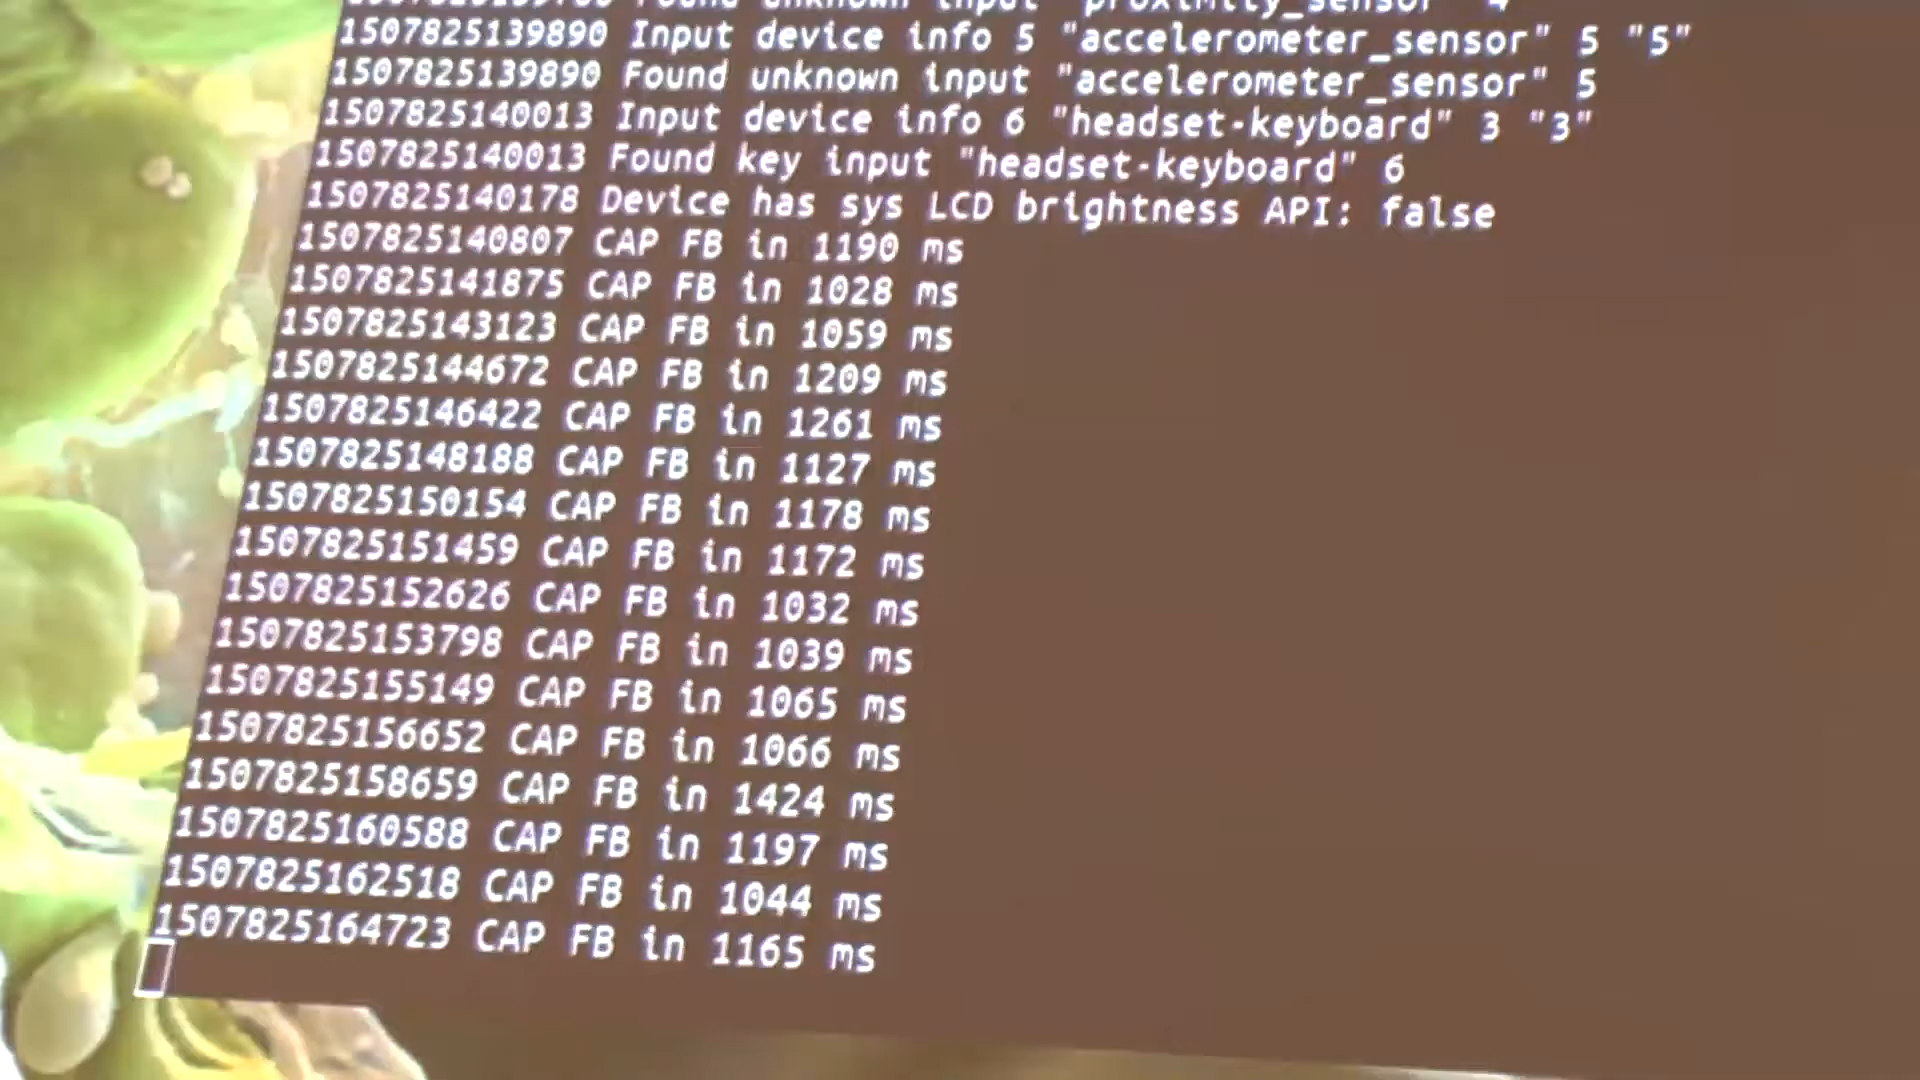 Found unknown input "proximity_sensor" 4
1507825139890 Input device info 5 "accelerometer_sensor" 5 "5"
1507825139890 Found unknown input "accelerometer_sensor" 5
1507825140013 Input device info 6 "headset-keyboard" 3 "3"
1507825140013 Found key input "headset-keyboard" 6
1507825140178 Device has sys LCD brightness API: false
1507825140807 CAP FB in 1190 ms
1507825141875 CAP FB in 1028 ms
1507825143123 CAP FB in 1059 ms
1507825144672 CAP FB in 1209 ms
1507825146422 CAP FB in 1261 ms
1507825148188 CAP FB in 1127 ms
1507825150154 CAP FB in 1178 ms
1507825151459 CAP FB in 1172 ms
1507825152626 CAP FB in 1032 ms
1507825153798 CAP FB in 1039 ms
1507825155149 CAP FB in 1065 ms
1507825156652 CAP FB in 1066 ms
1507825158659 CAP FB in 1424 ms
1507825160588 CAP FB in 1197 ms
1507825162518 CAP FB in 1044 ms
1507825164723 CAP FB in 1165 ms